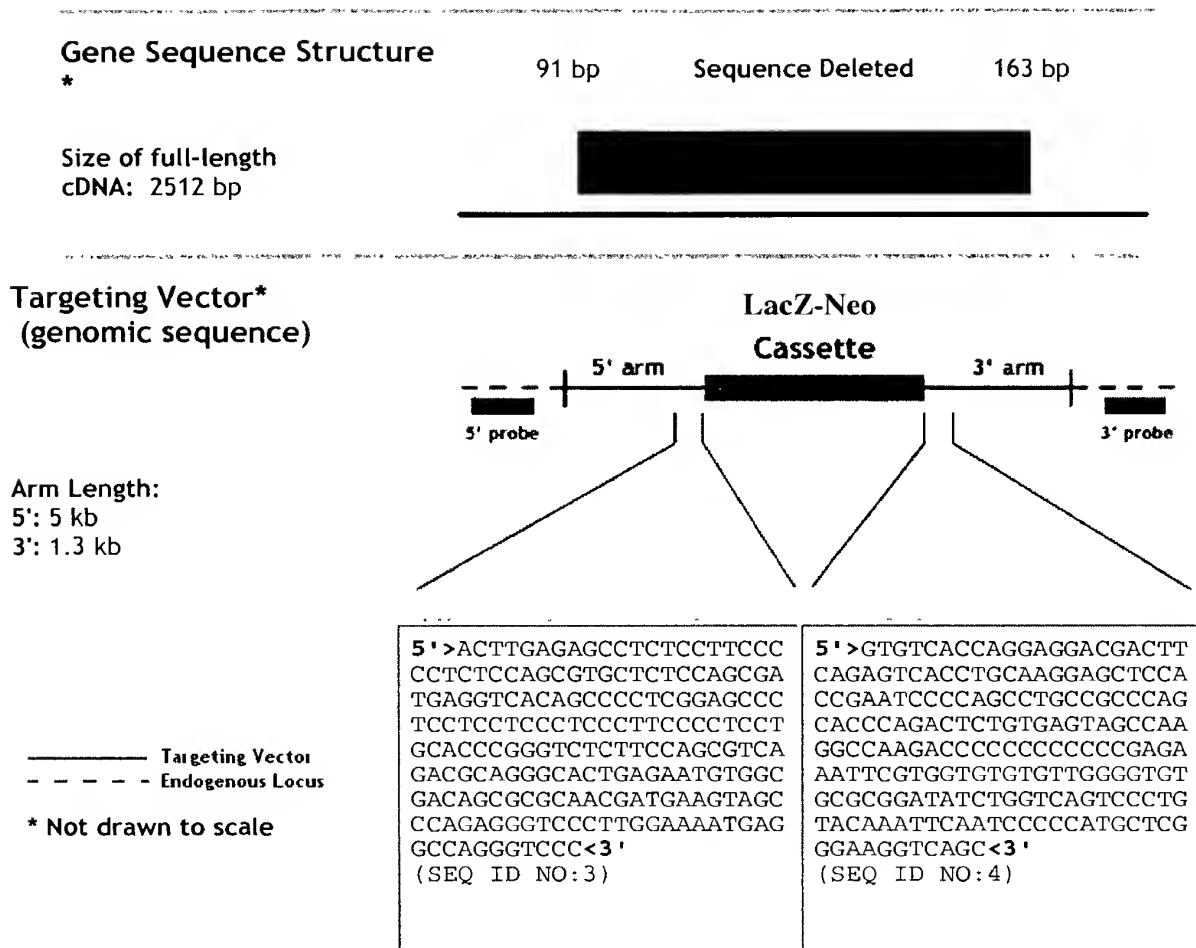 Gene Sequence Structure
*
91 bp Sequence Deleted 163 bp
Size of full-length
cDNA: 2512 bp
Targeting Vector*
(genomic sequence)
LacZ-Neo
Cassette
5' arm 3' arm
5' probe 3' probe
Arm Length:
5': 5 kb
3': 1.3 kb
5'>ACTTGAGAGCCTCTCCTTCCC
CCTCTCCAGCGTGCTCTCCAGCGA
TGAGGTCACAGCCCCTCGGAGCCC
TCCTCCTCCCTCCCTTCCCCTCCT
GCACCCGGGTCTCTTCCAGCGTCA
GACGCAGGGCACTGAGAATGTGGC
GACAGCGCGCAACGATGAAGTAGC
CCAGAGGGTCCCTTGGAAAATGAG
GCCAGGGTCCC<3'
(SEQ ID NO:3)
5'>GTGTCACCAGGAGGACGACTT
CAGAGTCACCTGCAAGGAGCTCCA
CCGAATCCCCAGCCTGCCGCCCAG
CACCCAGACTCTGTGAGTAGCCAA
GGCCAAGACCCCCCCCCCCCGAGA
AATTCGTGGTGTGTGTTGGGGTGT
GCGCGGATATCTGGTCAGTCCCTG
TACAAATTCAATCCCCCATGCTCG
GGAAGGTCAGC<3'
(SEQ ID NO:4)
Targeting Vector
Endogenous Locus
* Not drawn to scale